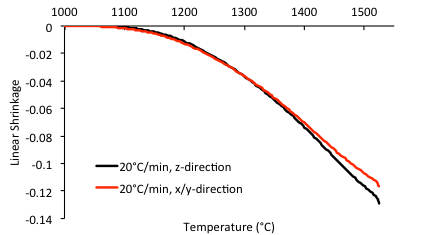 1000 1100 1200 1300 1400 1500
0
-0.02
-0.04
-0.06
-0.08
-0.1
-0.12
-0.14
Linear Shrinkage
20°C/min, z-direction
20°C/min, x/y-direction
Temperature (°C)